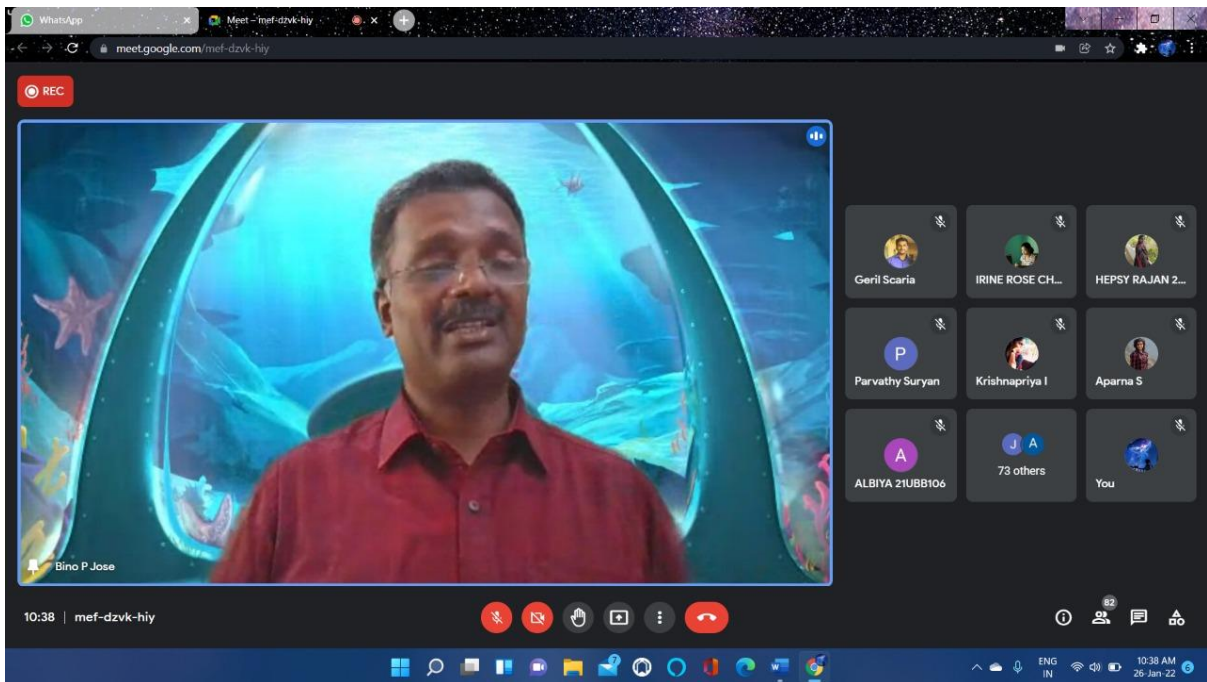 WhatsApp
Meet – mef-dzvk-hiy
meet.google.com/mef-dzvk-hiy
REC
Bino P Jose
Geril Scaria
IRINE ROSE CH...
HEPSY RAJAN 2...
P
Parvathy Suryan
Krishnapriya I
Aparna S
A
ALBIYA 21UBB106
J A
73 others
You
10:38 | mef-dzvk-hiy
82
ENG
IN
10:38 AM
26-Jan-22
6